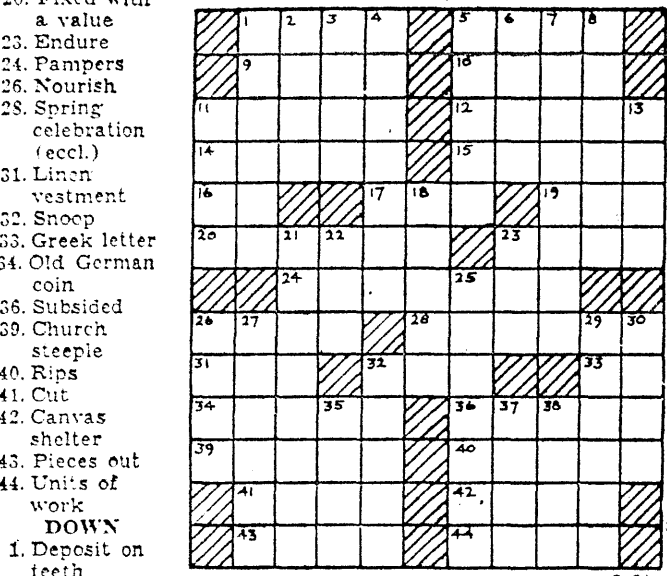 20. Fixed with
a value
23. Endure
24. Pampers
26. Nourish
28. Spring
celebration
(eccl.)
31. Linen
vestment
32. Snoop
33. Greek letter
34. Old German
coin
36. Subsided
39. Church
steeple
40. Rips
41. Cut
42. Canvas
shelter
43. Pieces out
44. Units of
work
DOWN
1. Deposit on
teeth
1 2 3 4 5 6 7 8
9 10
11 12 13
14 15
16 17 18 19
20 21 22 23
24 25
26 27 28 29 30
31 32 33
34 35 36 37 38
39 40
41 42
43 44